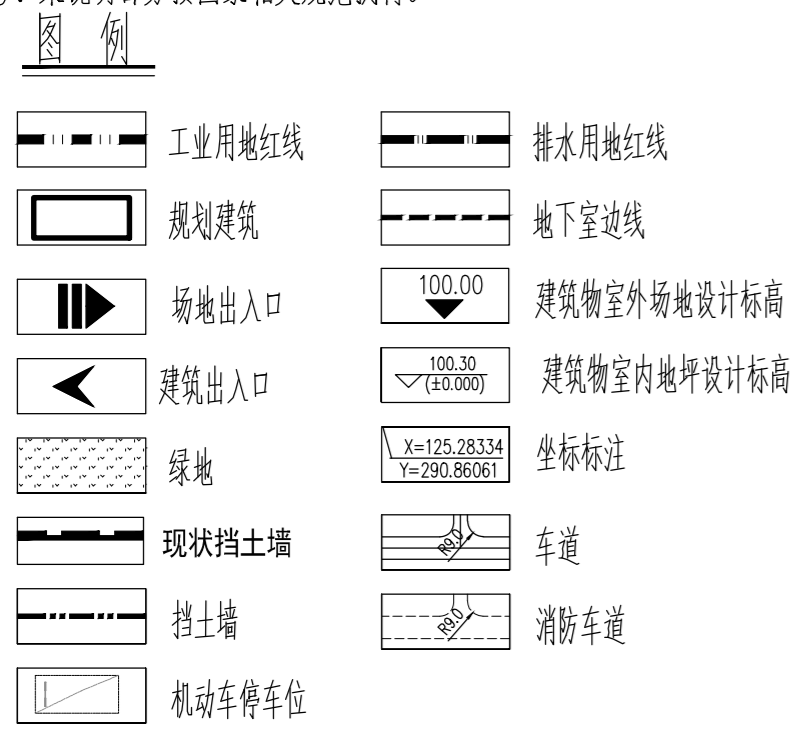 图 例
工业用地红线
排水用地红线
规划建筑
地下室边线
场地出入口
100.00
建筑物室外场地设计标高
建筑出入口
100.30
(±0.000)
建筑物室内地坪设计标高
绿地
X=125.28334
Y=290.86061
坐标标注
现状挡土墙
R9.0
车道
挡土墙
R9.0
消防车道
机动车停车位